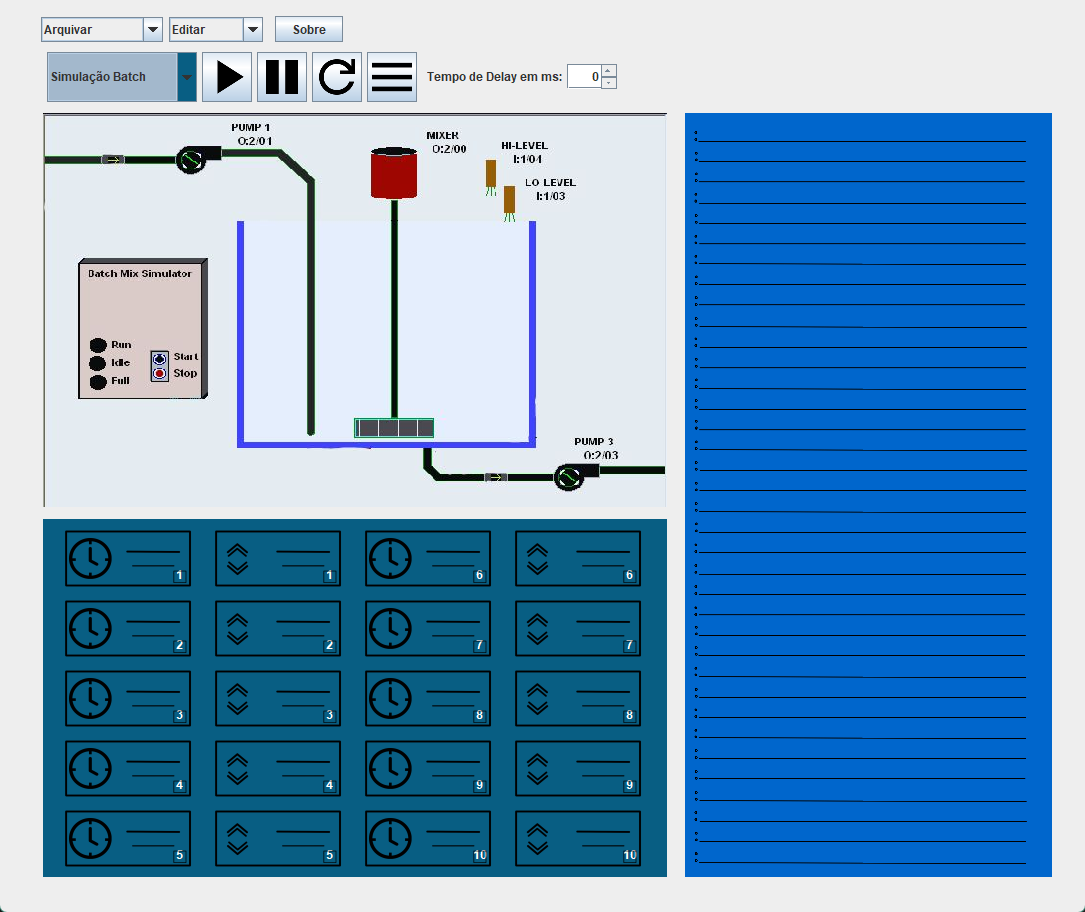 Arquivar
Editar
Sobre
Simulação Batch
Tempo de Delay em ms:
0
PUMP 1
O:2/01
MIXER
O:2/00
HI-LEVEL
I:1/04
LO LEVEL
I:1/03
Batch Mix Simulator
Run
Idle
Full
Start
Stop
PUMP 3
O:2/03
1 1 6 6
2 2 7 7
3 3 8 8
4 4 9 9
5 5 10 10